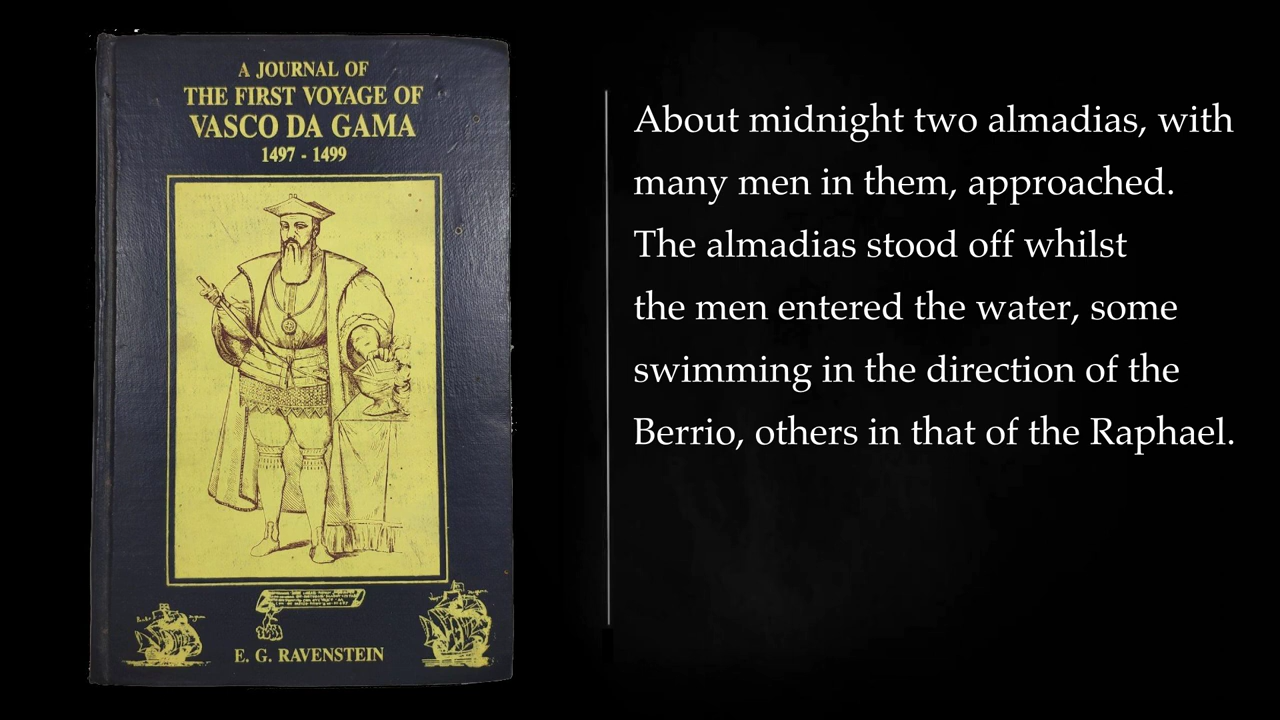 A JOURNAL OF
THE FIRST VOYAGE OF
VASCO DA GAMA
1497 - 1499
E. G. RAVENSTEIN
About midnight two almadias, with
many men in them, approached.
The almadias stood off whilst
the men entered the water, some
swimming in the direction of the
Berrio, others in that of the Raphael.